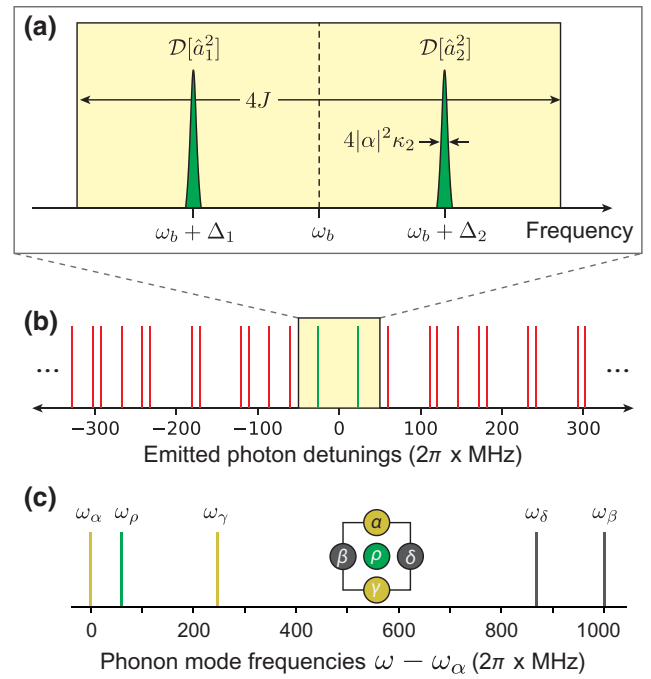 (a)
𝒟[â₁²] 𝒟[â₂²]
4J
4|α|²κ₂
ω_b + Δ₁ ω_b ω_b + Δ₂ Frequency
(b)
... ...
−300 −200 −100 0 100 200 300
Emitted photon detunings (2π x MHz)
(c)
ω_α ω_ρ ω_γ ω_δ ω_β
α
β ρ δ
γ
0 200 400 600 800 1000
Phonon mode frequencies ω − ω_α (2π x MHz)